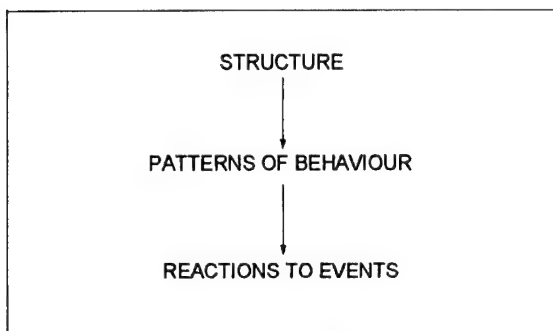 STRUCTURE
PATTERNS OF BEHAVIOUR
REACTIONS TO EVENTS